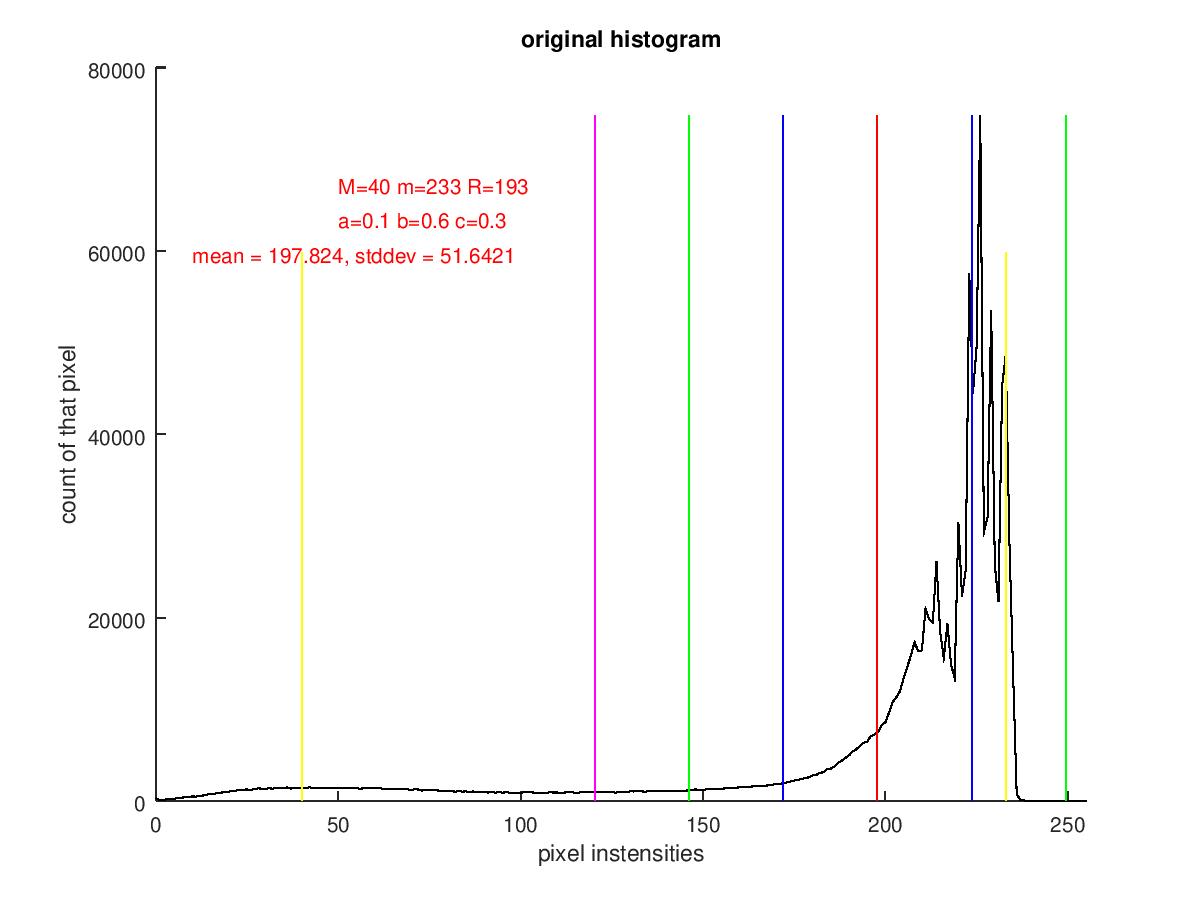 original histogram
80000
60000
40000
20000
0
count of that pixel
M=40 m=233 R=193
a=0.1 b=0.6 c=0.3
mean = 197.824, stddev = 51.6421
0 50 100 150 200 250
pixel instensities